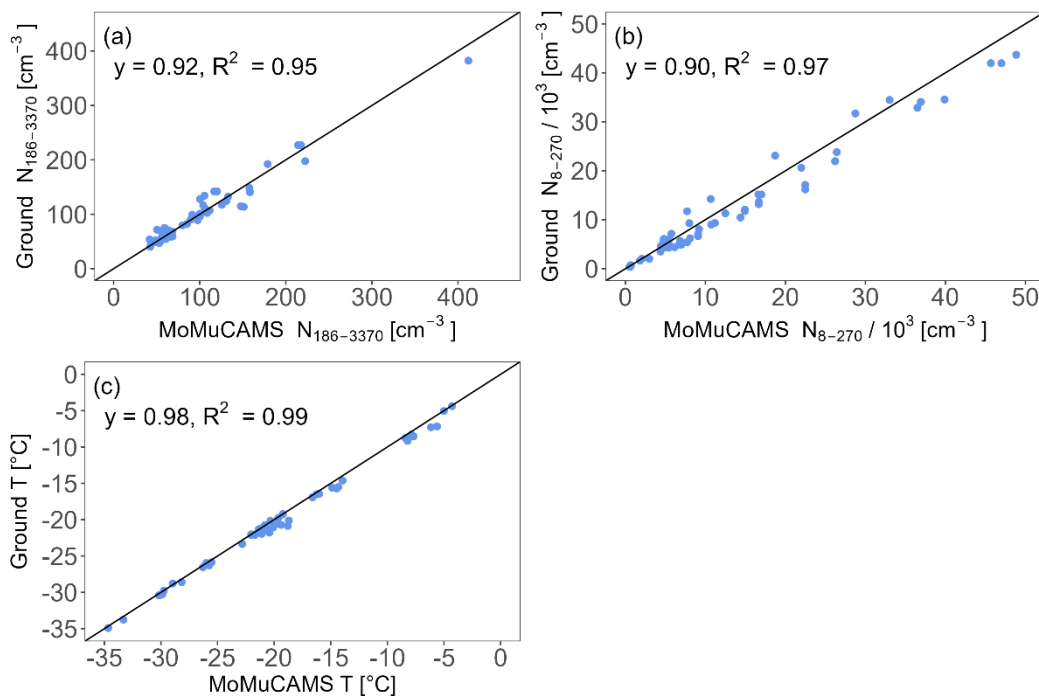 (a)
y = 0.92, R² = 0.95
Ground N₁₈₆₋₃₃₇₀ [cm⁻³]
400
300
200
100
0
0 100 200 300 400
MoMuCAMS N₁₈₆₋₃₃₇₀ [cm⁻³ ]
(b)
y = 0.90, R² = 0.97
Ground N₈₋₂₇₀ / 10³ [cm⁻³]
50
40
30
20
10
0
0 10 20 30 40 50
MoMuCAMS N₈₋₂₇₀ / 10³ [cm⁻³ ]
(c)
y = 0.98, R² = 0.99
Ground T [°C]
0
-5
-10
-15
-20
-25
-30
-35
-35 -30 -25 -20 -15 -10 -5 0
MoMuCAMS T [°C]